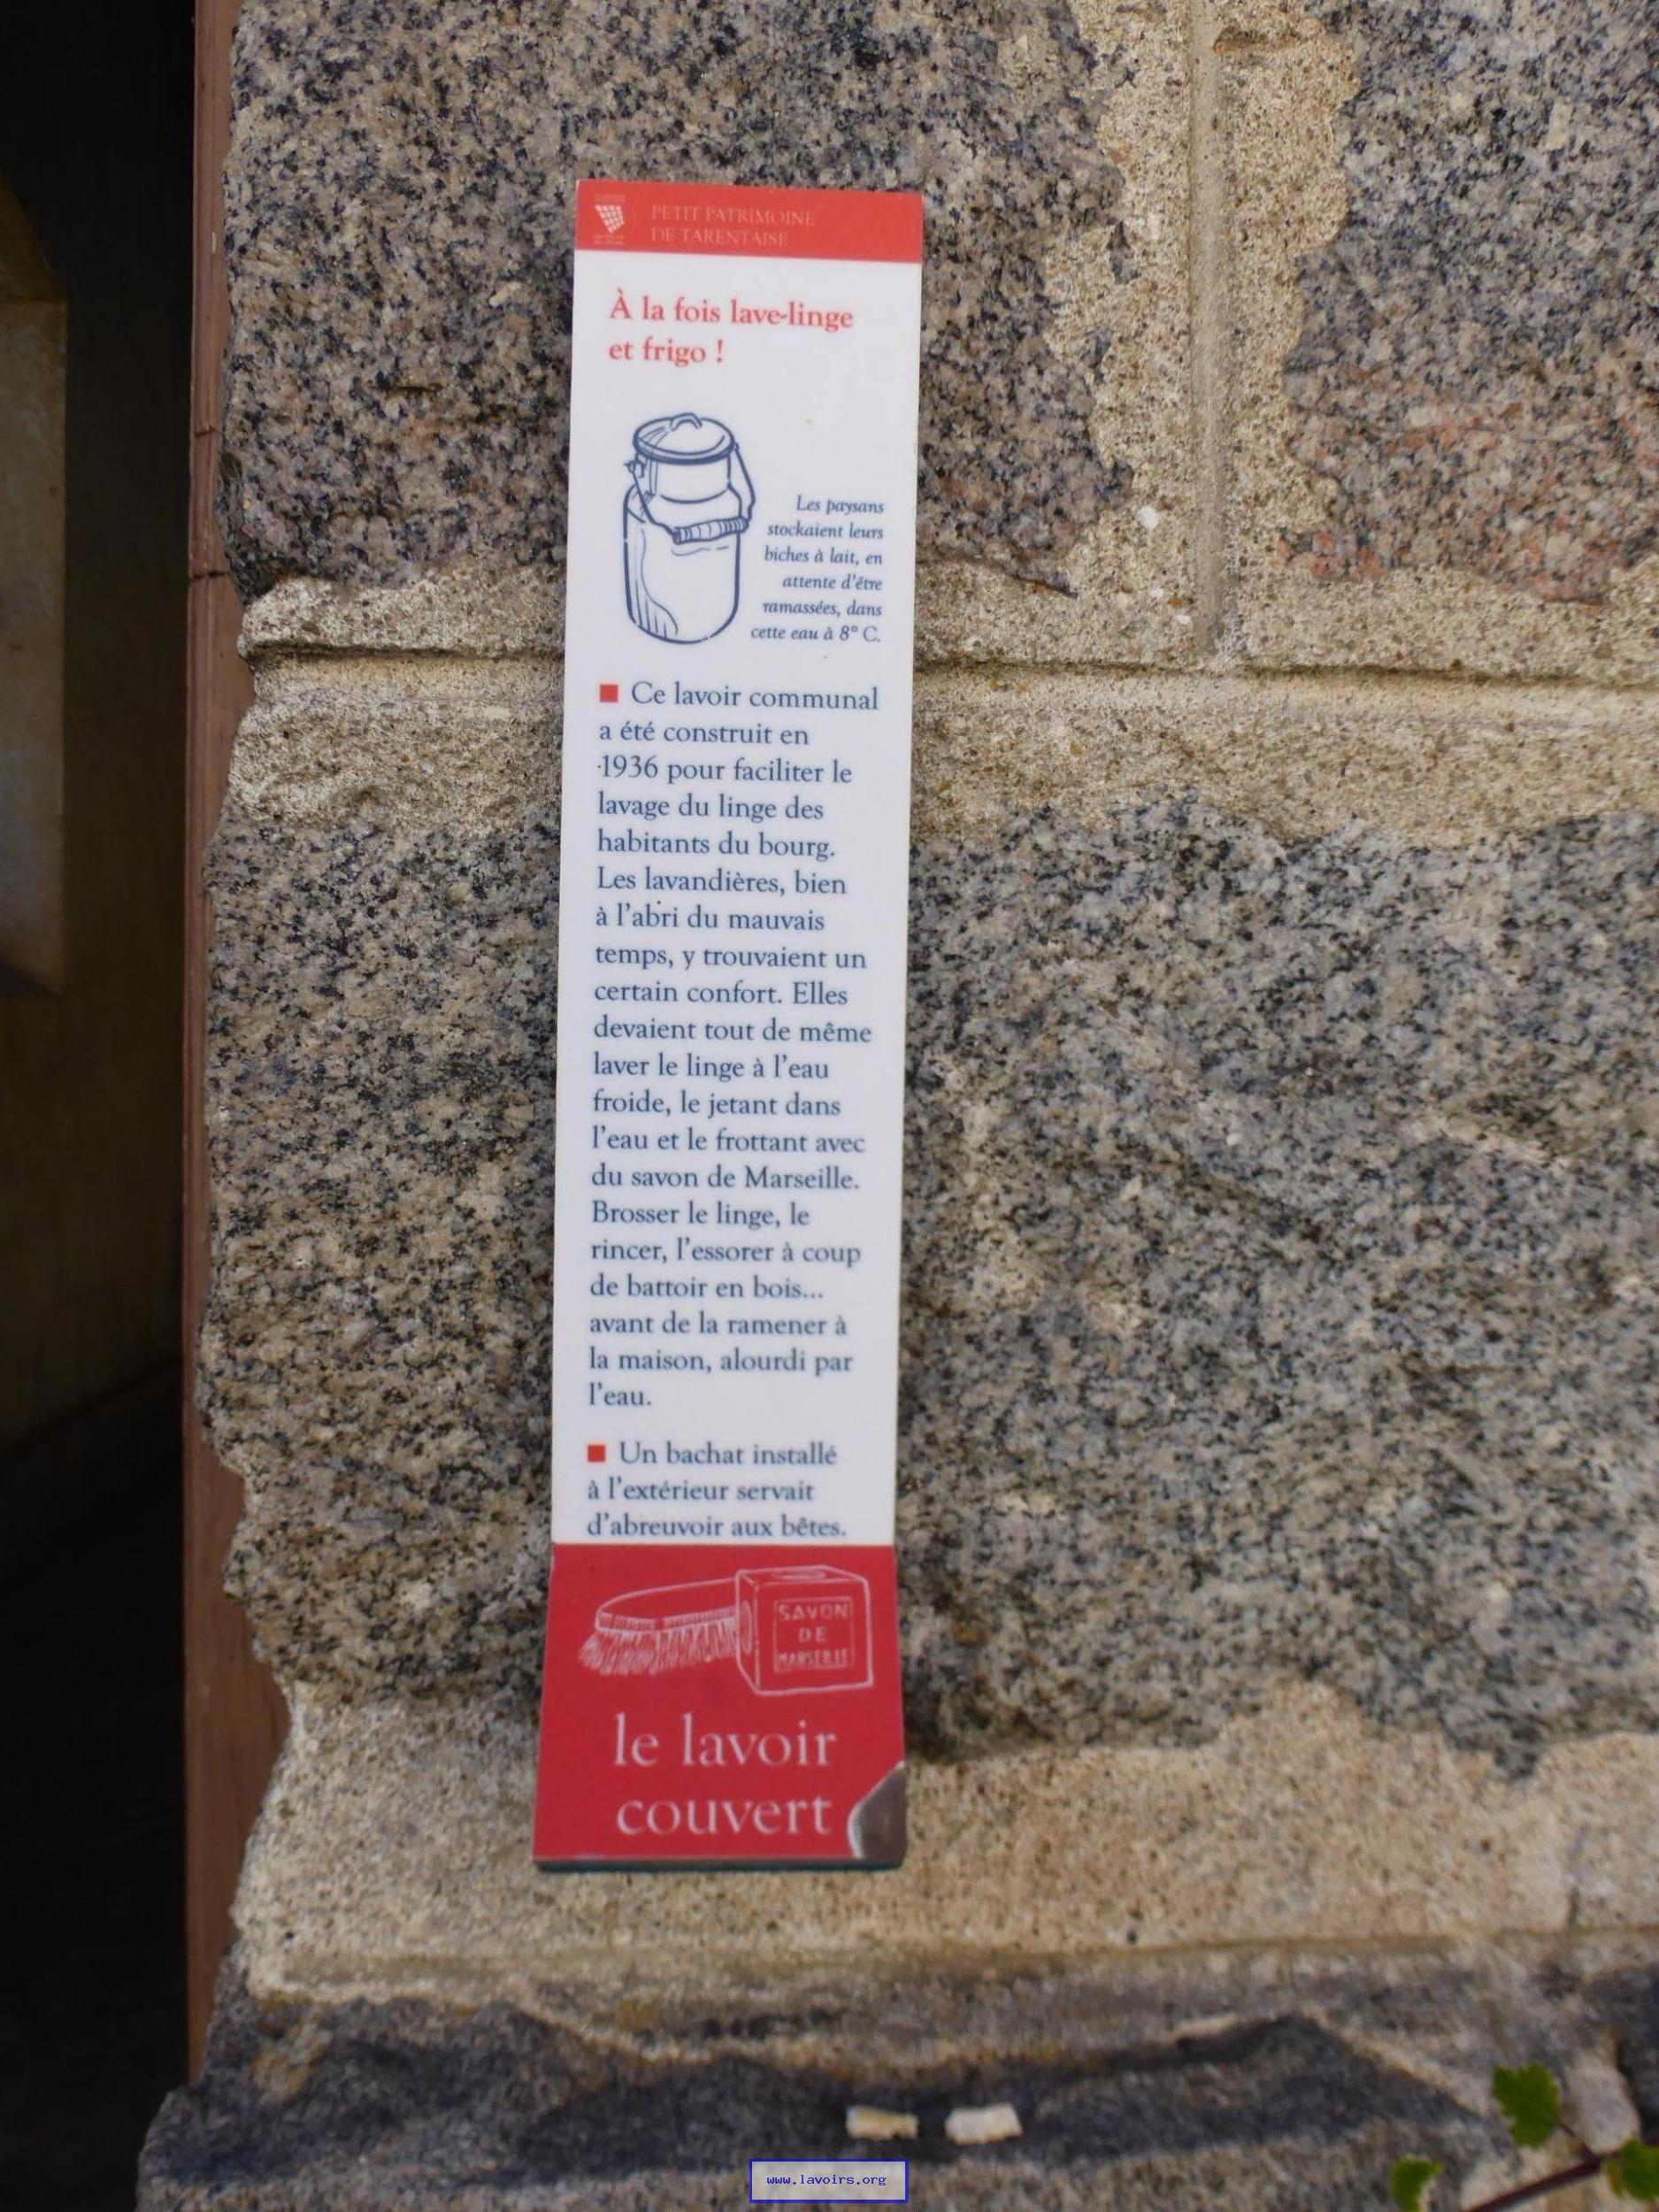 PETIT PATRIMOINE
DE TARENTAISE
À la fois lave-linge
et frigo !
Les paysans
stockaient leurs
biches à lait, en
attente d'être
ramassées, dans
cette eau à 8° C.
■ Ce lavoir communal
a été construit en
1936 pour faciliter le
lavage du linge des
habitants du bourg.
Les lavandières, bien
à l'abri du mauvais
temps, y trouvaient un
certain confort. Elles
devaient tout de même
laver le linge à l'eau
froide, le jetant dans
l'eau et le frottant avec
du savon de Marseille.
Brosser le linge, le
rincer, l'essorer à coup
de battoir en bois...
avant de la ramener à
la maison, alourdi par
l'eau.
■ Un bachat installé
à l'extérieur servait
d'abreuvoir aux bêtes.
SAVON
DE
MARSEILLE
le lavoir
couvert
www.lavoirs.org